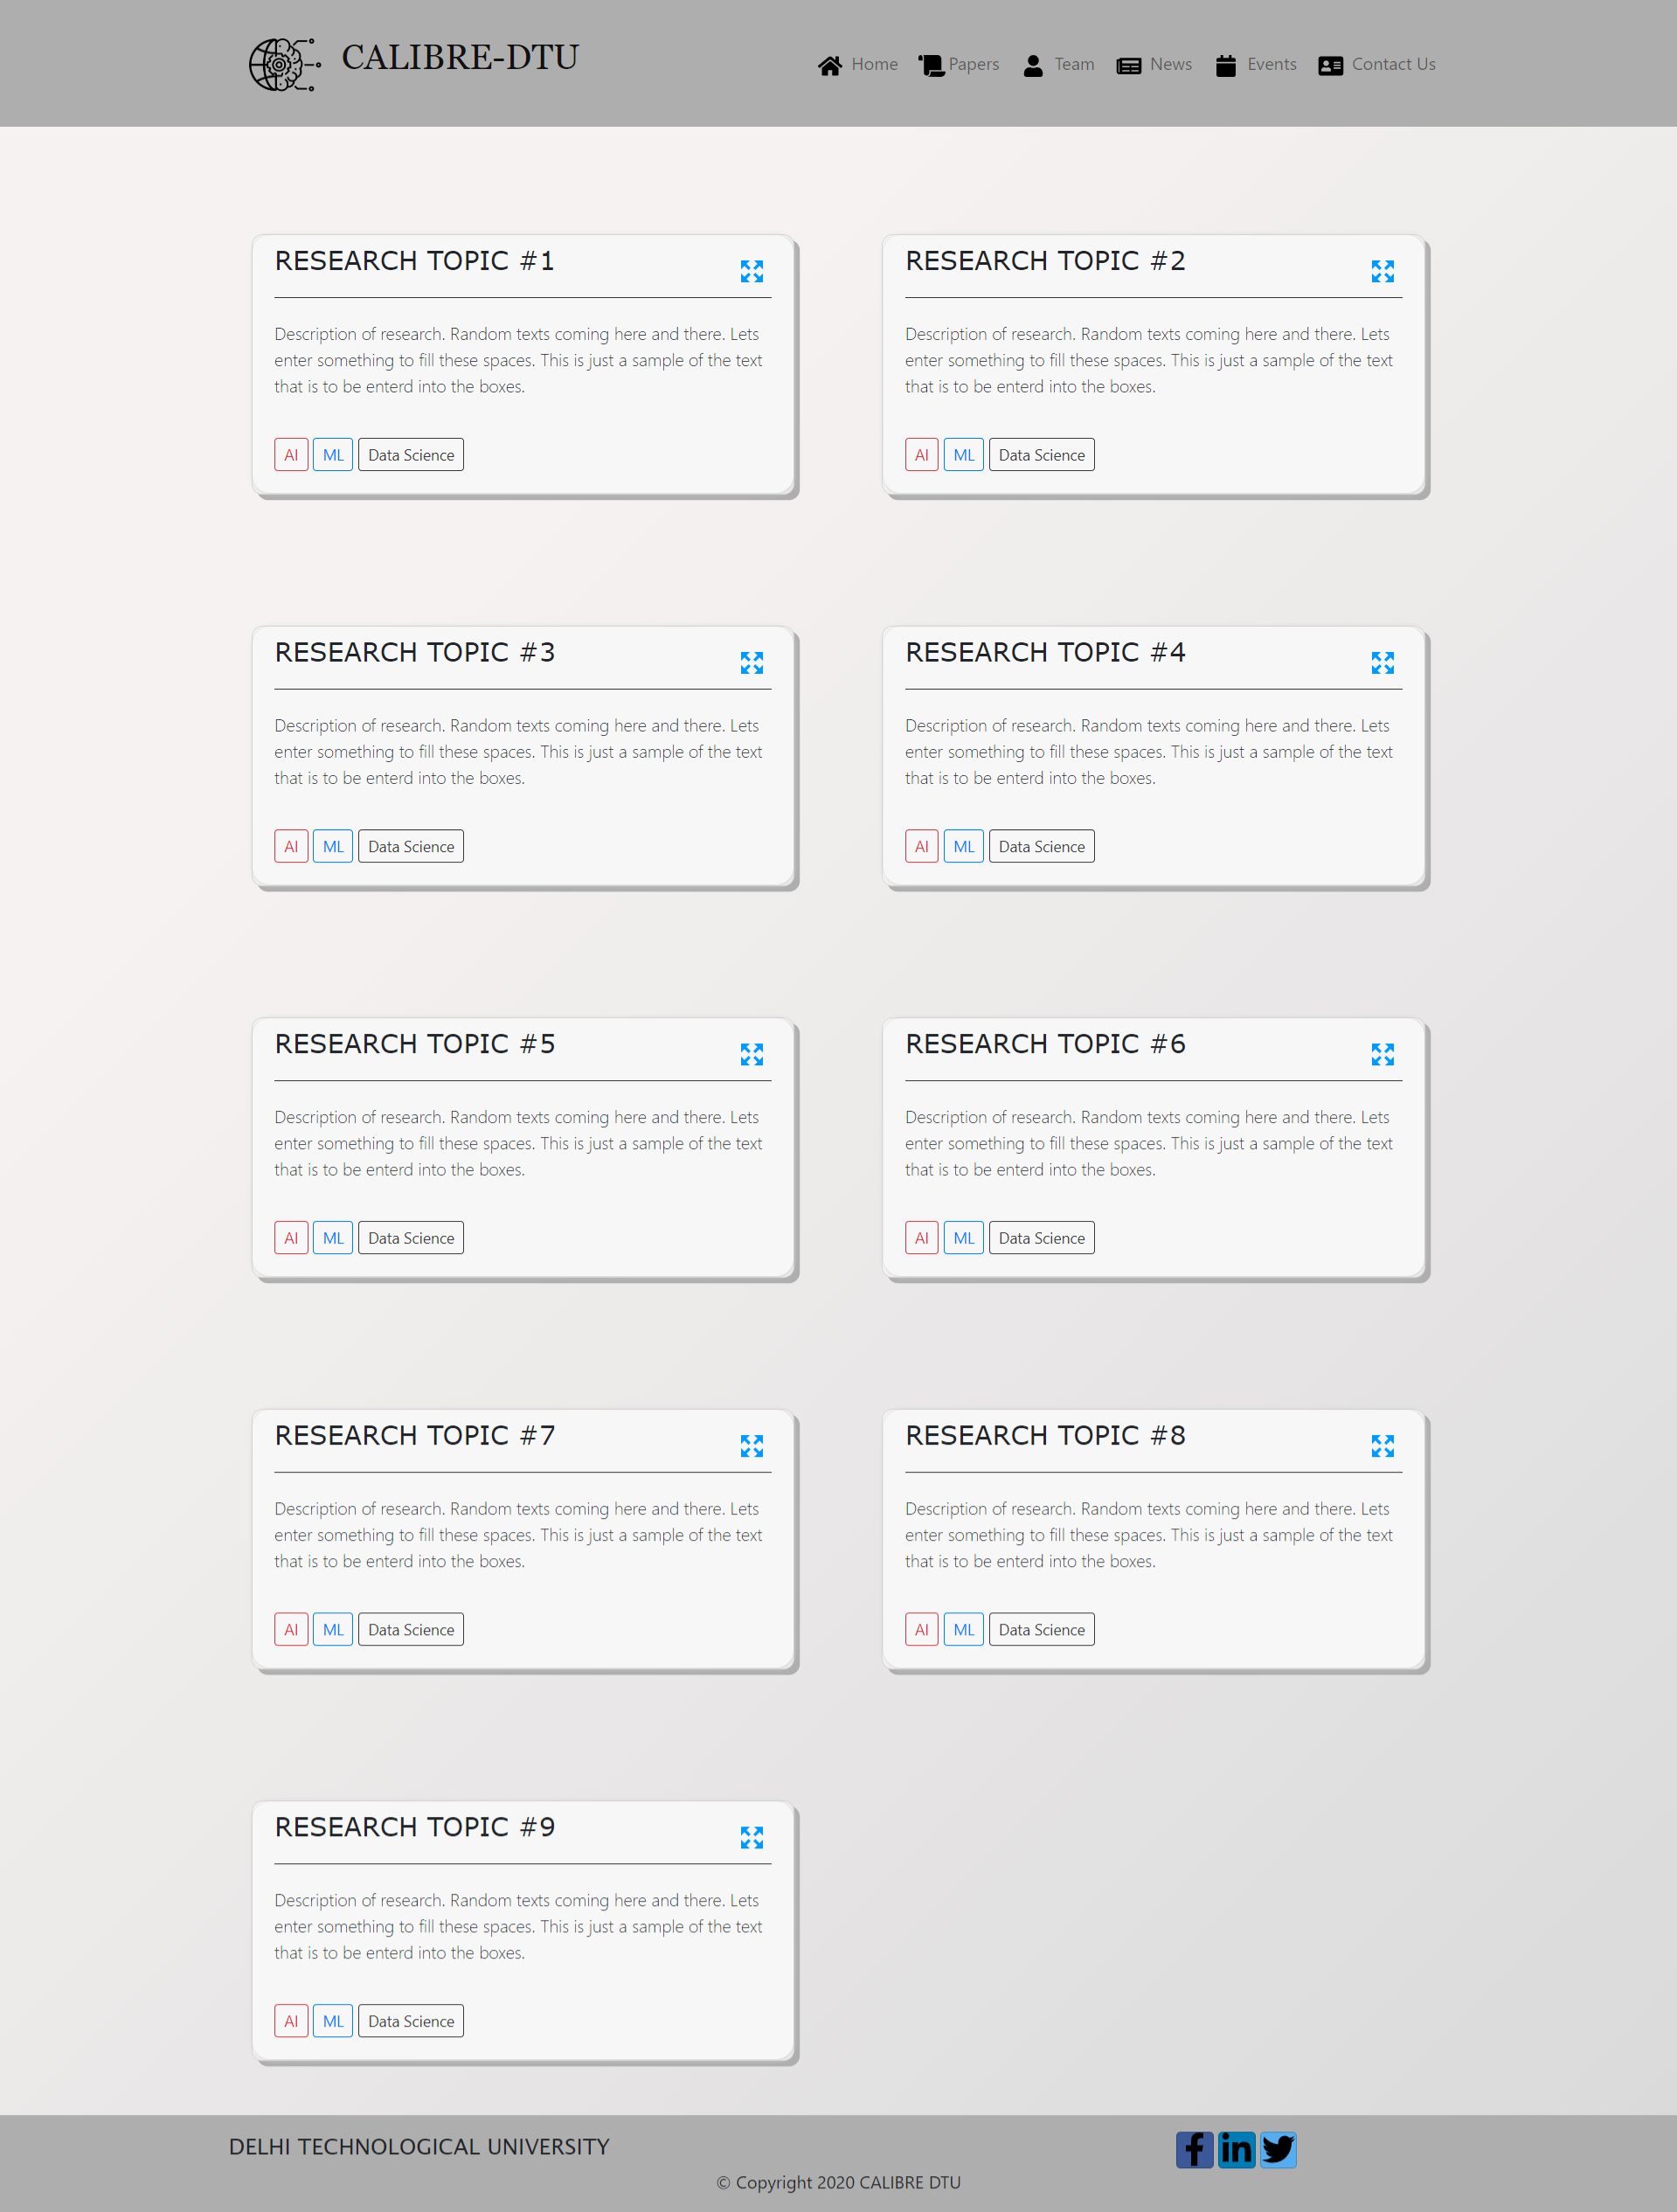 CALIBRE-DTU
Home Papers Team News Events Contact Us
RESEARCH TOPIC #1
Description of research. Random texts coming here and there. Lets
enter something to fill these spaces. This is just a sample of the text
that is to be enterd into the boxes.
AI ML Data Science
RESEARCH TOPIC #2
Description of research. Random texts coming here and there. Lets
enter something to fill these spaces. This is just a sample of the text
that is to be enterd into the boxes.
AI ML Data Science
RESEARCH TOPIC #3
Description of research. Random texts coming here and there. Lets
enter something to fill these spaces. This is just a sample of the text
that is to be enterd into the boxes.
AI ML Data Science
RESEARCH TOPIC #4
Description of research. Random texts coming here and there. Lets
enter something to fill these spaces. This is just a sample of the text
that is to be enterd into the boxes.
AI ML Data Science
RESEARCH TOPIC #5
Description of research. Random texts coming here and there. Lets
enter something to fill these spaces. This is just a sample of the text
that is to be enterd into the boxes.
AI ML Data Science
RESEARCH TOPIC #6
Description of research. Random texts coming here and there. Lets
enter something to fill these spaces. This is just a sample of the text
that is to be enterd into the boxes.
AI ML Data Science
RESEARCH TOPIC #7
Description of research. Random texts coming here and there. Lets
enter something to fill these spaces. This is just a sample of the text
that is to be enterd into the boxes.
AI ML Data Science
RESEARCH TOPIC #8
Description of research. Random texts coming here and there. Lets
enter something to fill these spaces. This is just a sample of the text
that is to be enterd into the boxes.
AI ML Data Science
RESEARCH TOPIC #9
Description of research. Random texts coming here and there. Lets
enter something to fill these spaces. This is just a sample of the text
that is to be enterd into the boxes.
AI ML Data Science
DELHI TECHNOLOGICAL UNIVERSITY
© Copyright 2020 CALIBRE DTU